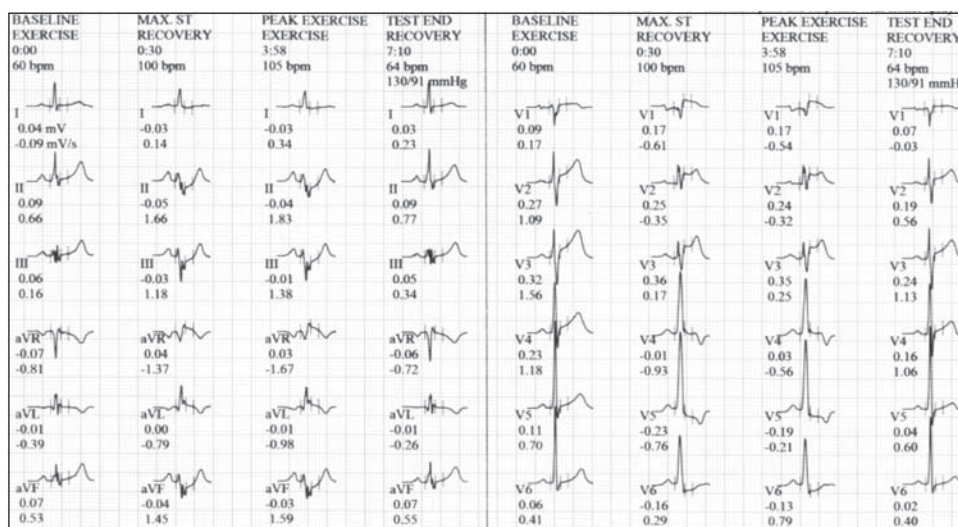 BASELINE
EXERCISE
0:00
60 bpm
MAX. ST
RECOVERY
0:30
100 bpm
PEAK EXERCISE
EXERCISE
3:58
105 bpm
TEST END
RECOVERY
7:10
64 bpm
130/91 mmHg
I
0.04 mV
-0.09 mV/s
I
-0.03
0.14
I
-0.03
0.34
I
0.03
0.23
II
0.09
0.66
II
-0.05
1.66
II
-0.04
1.83
II
0.09
0.77
III
0.06
0.16
III
-0.03
1.18
III
-0.01
1.38
III
0.05
0.34
aVR
-0.07
-0.81
aVR
0.04
-1.37
aVR
0.03
-1.67
aVR
-0.06
-0.72
aVL
-0.01
-0.39
aVL
0.00
-0.79
aVL
-0.01
-0.98
aVL
-0.01
-0.26
aVF
0.07
0.53
aVF
-0.04
1.45
aVF
-0.03
1.59
aVF
0.07
0.55
BASELINE
EXERCISE
0:00
60 bpm
MAX. ST
RECOVERY
0:30
100 bpm
PEAK EXERCISE
EXERCISE
3:58
105 bpm
TEST END
RECOVERY
7:10
64 bpm
130/91 mmHg
V1
0.09
0.17
V1
0.17
-0.61
V1
0.17
-0.54
V1
0.07
-0.03
V2
0.27
1.09
V2
0.25
-0.35
V2
0.24
-0.32
V2
0.19
0.56
V3
0.32
1.56
V3
0.36
0.17
V3
0.35
0.25
V3
0.24
1.13
V4
0.23
1.18
V4
-0.01
-0.93
V4
0.03
-0.56
V4
0.16
1.06
V5
0.11
0.70
V5
-0.23
-0.76
V5
-0.19
-0.21
V5
0.04
0.60
V6
0.06
0.41
V6
-0.16
0.29
V6
-0.13
0.79
V6
0.02
0.40